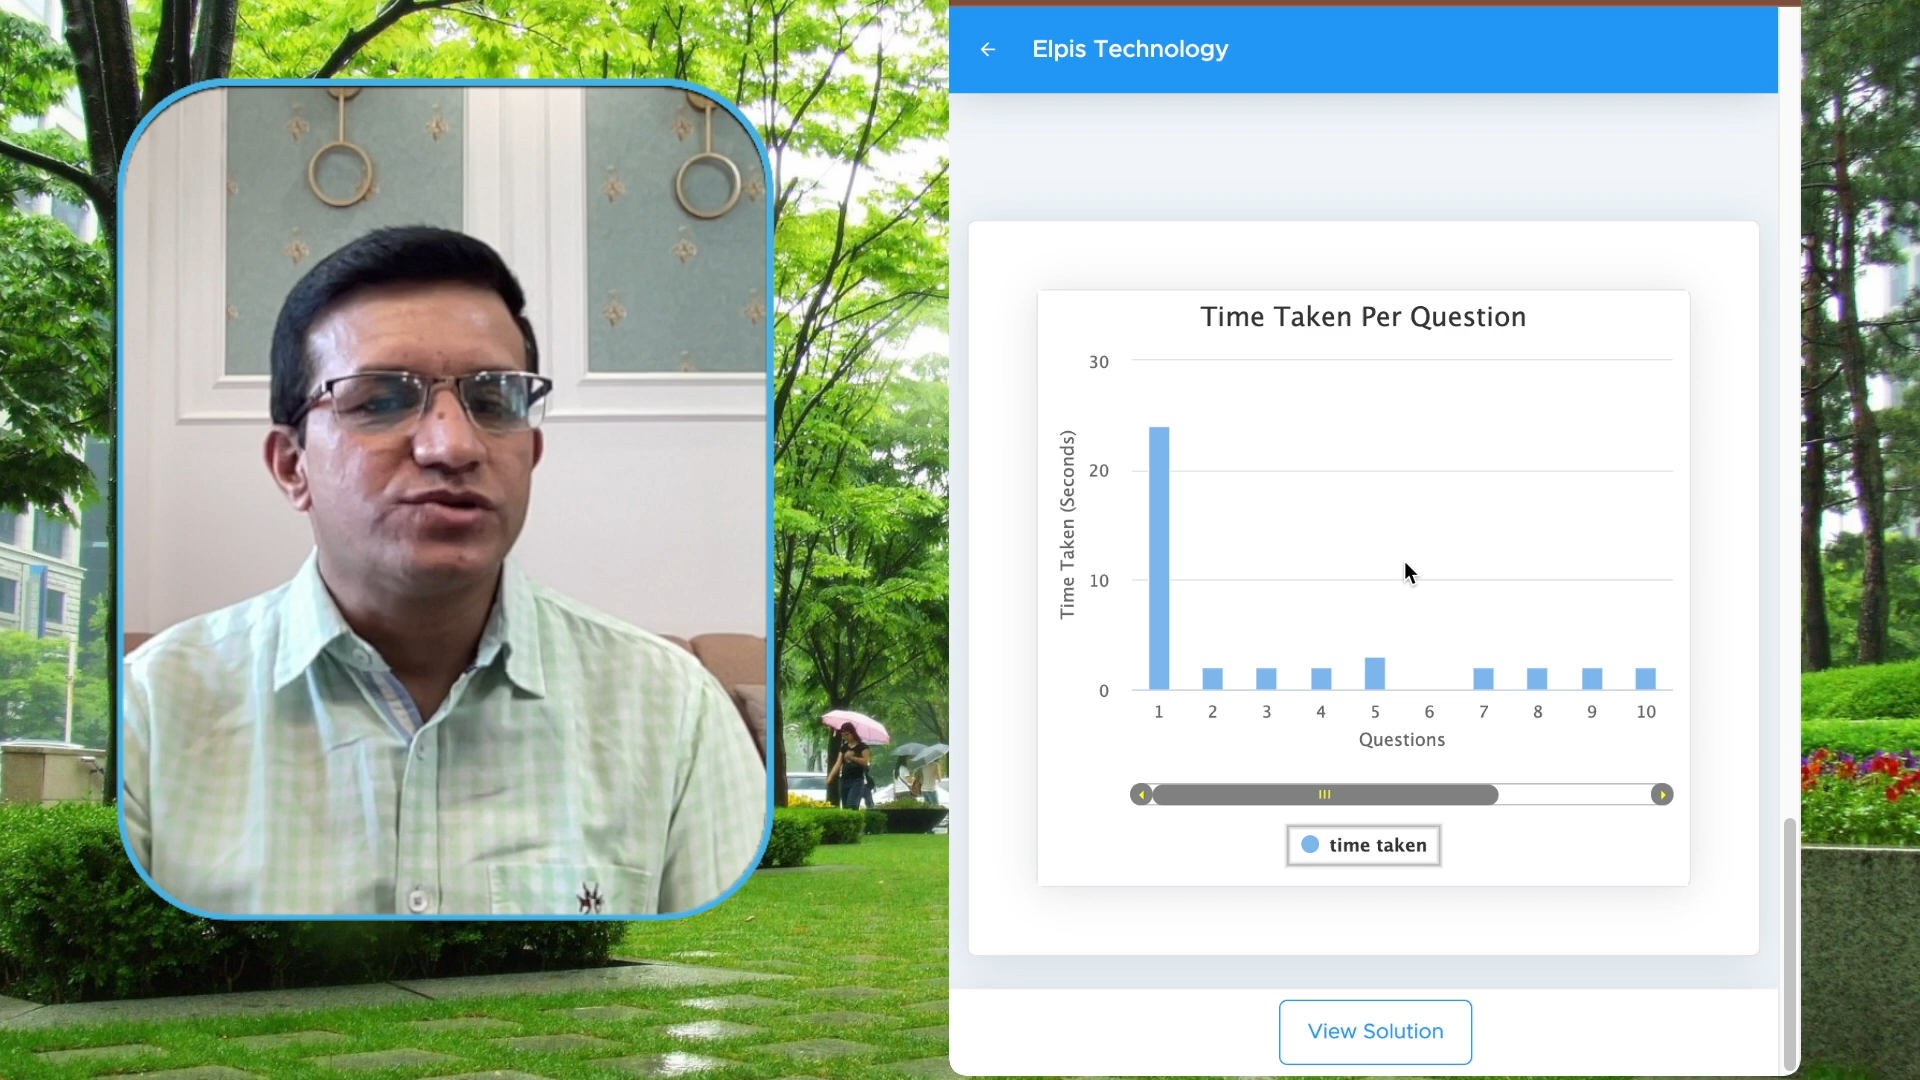 Elpis Technology
Time Taken Per Question
30
20
10
0
Time Taken (Seconds)
1 2 3 4 5 6 7 8 9 10
Questions
time taken
View Solution